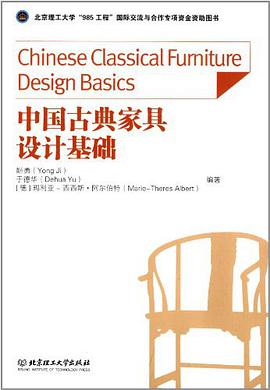 北京理工大学“985工程”国际交流与合作专项资金资助图书
Chinese Classical Furniture
Design Basics
中国古典家具
设计基础
姬勇(Yong Ji)
于德华(Dehua Yu)
[德]玛利亚-西西斯·阿尔伯特(Marie-Theres Albert)
编著
北京理工大学出版社
BEIJING INSTITUTE OF TECHNOLOGY PRESS